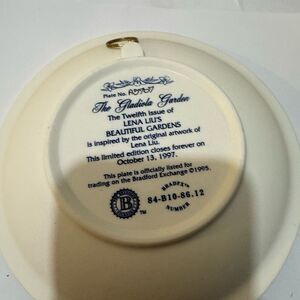 Plate No. A5937
The Gladiola Garden
The Twelfth issue of
LENA LIU'S
BEAUTIFUL GARDENS
is inspired by the original artwork of
Lena Liu.
This limited edition closes forever on
October 13, 1997.
This plate is officially listed for
trading on the Bradford Exchange ©1995.
B
TM
BRADEX
84-B10-86.12
NUMBER